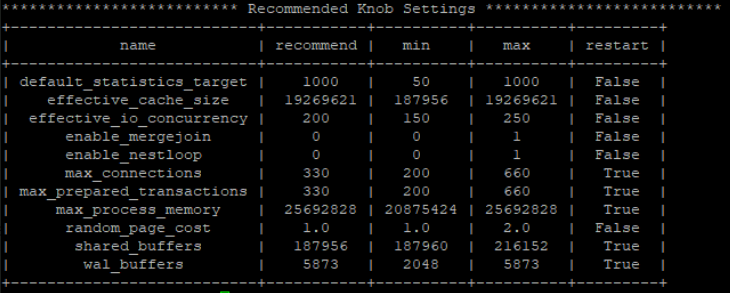 ************************** Recommended Knob Settings **************************
+---------------------------+-----------+----------+----------+---------+
| name | recommend | min | max | restart |
+---------------------------+-----------+----------+----------+---------+
| default_statistics_target | 1000 | 50 | 1000 | False |
| effective_cache_size | 19269621 | 187956 | 19269621 | False |
| effective_io_concurrency | 200 | 150 | 250 | False |
| enable_mergejoin | 0 | 0 | 1 | False |
| enable_nestloop | 0 | 0 | 1 | False |
| max_connections | 330 | 200 | 660 | True |
| max_prepared_transactions | 330 | 200 | 660 | True |
| max_process_memory | 25692828 | 20875424 | 25692828 | True |
| random_page_cost | 1.0 | 1.0 | 2.0 | False |
| shared_buffers | 187956 | 187960 | 216152 | True |
| wal_buffers | 5873 | 2048 | 5873 | True |
+---------------------------+-----------+----------+----------+---------+